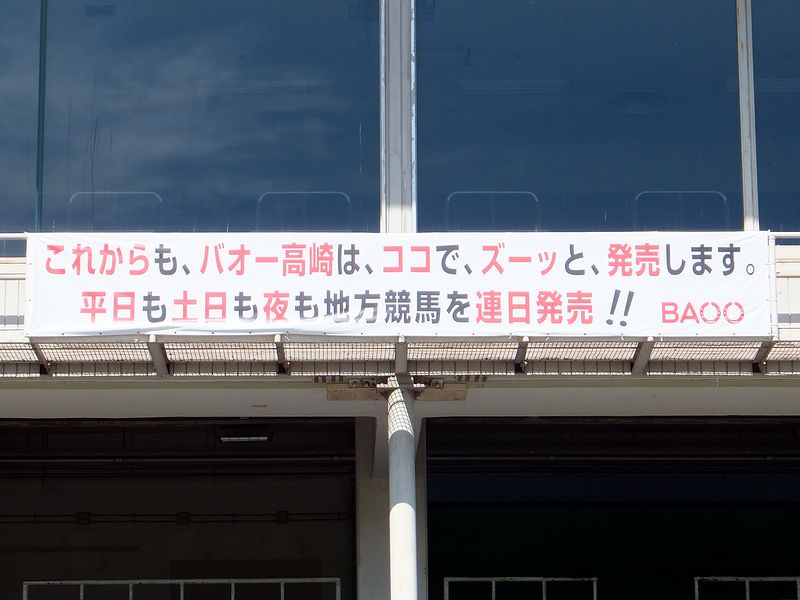 これからも、バオー高崎は、ココで、ズーッと、発売します。
平日も土日も夜も地方競馬を連日発売!! BAOO